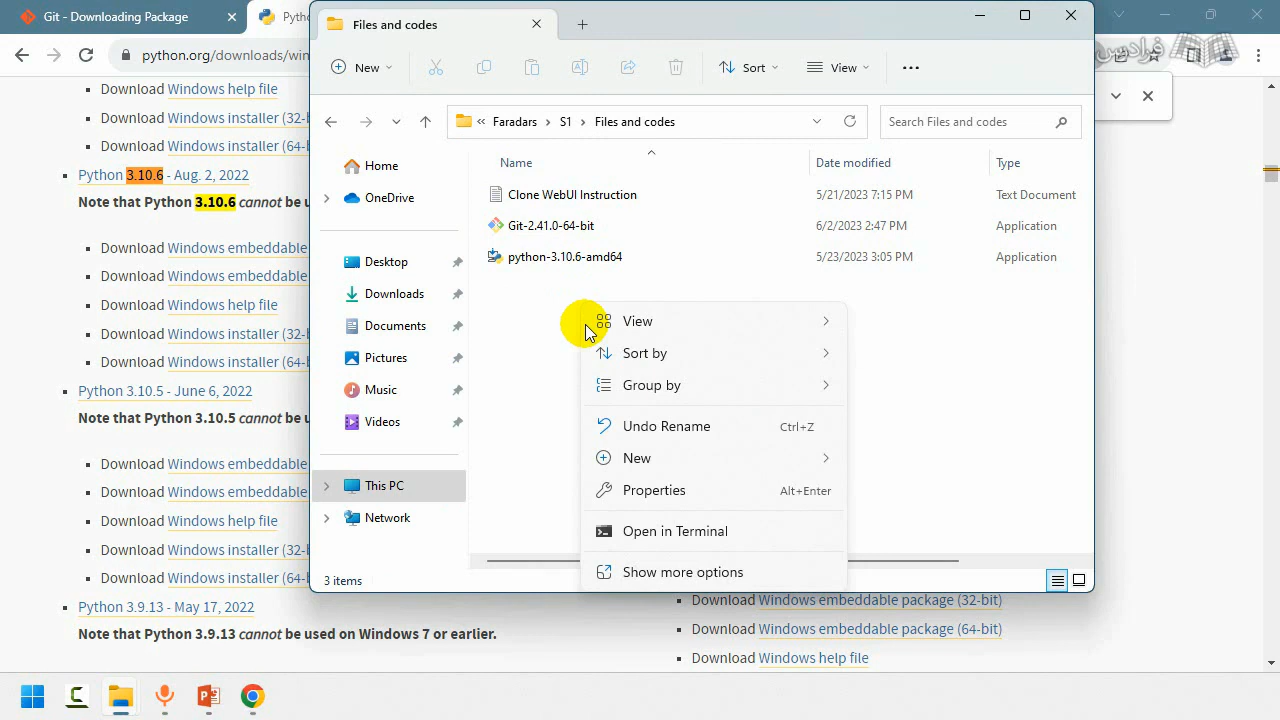 Git - Downloading Package
Pytho
Files and codes
python.org/downloads/win
New
Sort
View
فرادرس
Faradars
S1
Files and codes
Search Files and codes
Download Windows help file
Download Windows installer (32-b
Download Windows installer (64-b
Python 3.10.6 - Aug. 2, 2022
Note that Python 3.10.6 cannot be u
Download Windows embeddable
Download Windows embeddable
Download Windows help file
Download Windows installer (32-b
Download Windows installer (64-b
Python 3.10.5 - June 6, 2022
Note that Python 3.10.5 cannot be u
Download Windows embeddable
Download Windows embeddable
Download Windows help file
Download Windows installer (32-b
Download Windows installer (64-b
Python 3.9.13 - May 17, 2022
Note that Python 3.9.13 cannot be used on Windows 7 or earlier.
Home
OneDrive
Desktop
Downloads
Documents
Pictures
Music
Videos
This PC
Network
3 items
Name Date modified Type
Clone WebUI Instruction 5/21/2023 7:15 PM Text Document
Git-2.41.0-64-bit 6/2/2023 2:47 PM Application
python-3.10.6-amd64 5/23/2023 3:05 PM Application
View
Sort by
Group by
Undo Rename Ctrl+Z
New
Properties Alt+Enter
Open in Terminal
Show more options
Download Windows embeddable package (32-bit)
Download Windows embeddable package (64-bit)
Download Windows help file